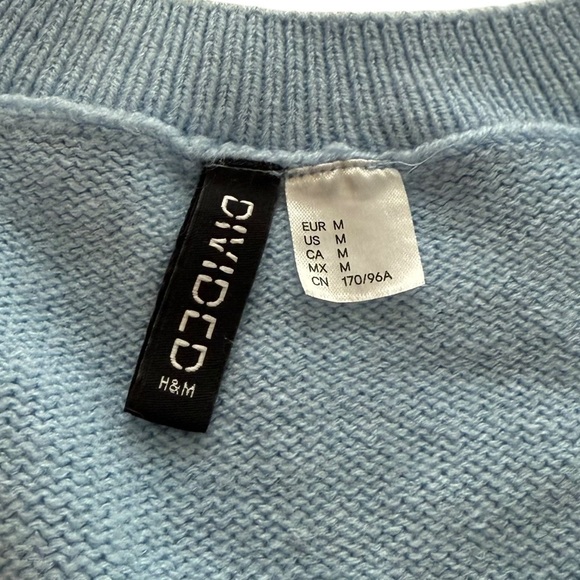 DIVIDED
H&M
EUR M
US M
CA M
MX M
CN 170/96A